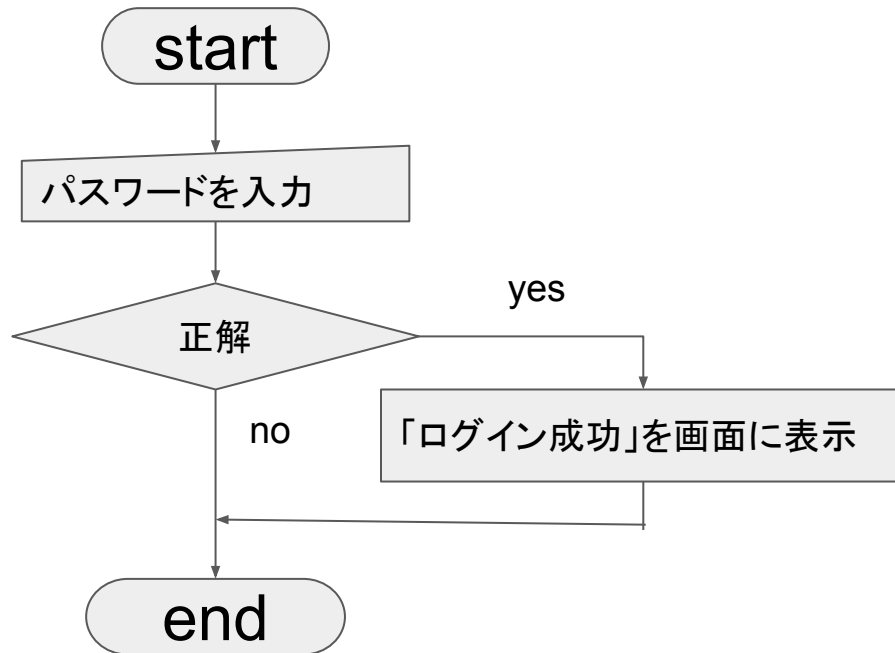 start
パスワードを入力
正解
yes
no
「ログイン成功」を画面に表示
end